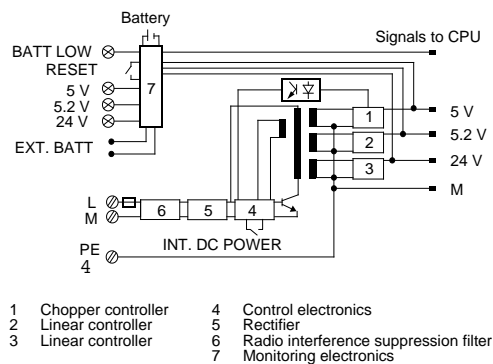 Battery
Signals to CPU
BATT LOW
RESET
7
5 V
5.2 V
24 V
EXT. BATT
1
5 V
2
5.2 V
3
24 V
M
L
M
6
5
4
INT. DC POWER
PE
4
1 Chopper controller
2 Linear controller
3 Linear controller
4 Control electronics
5 Rectifier
6 Radio interference suppression filter
7 Monitoring electronics